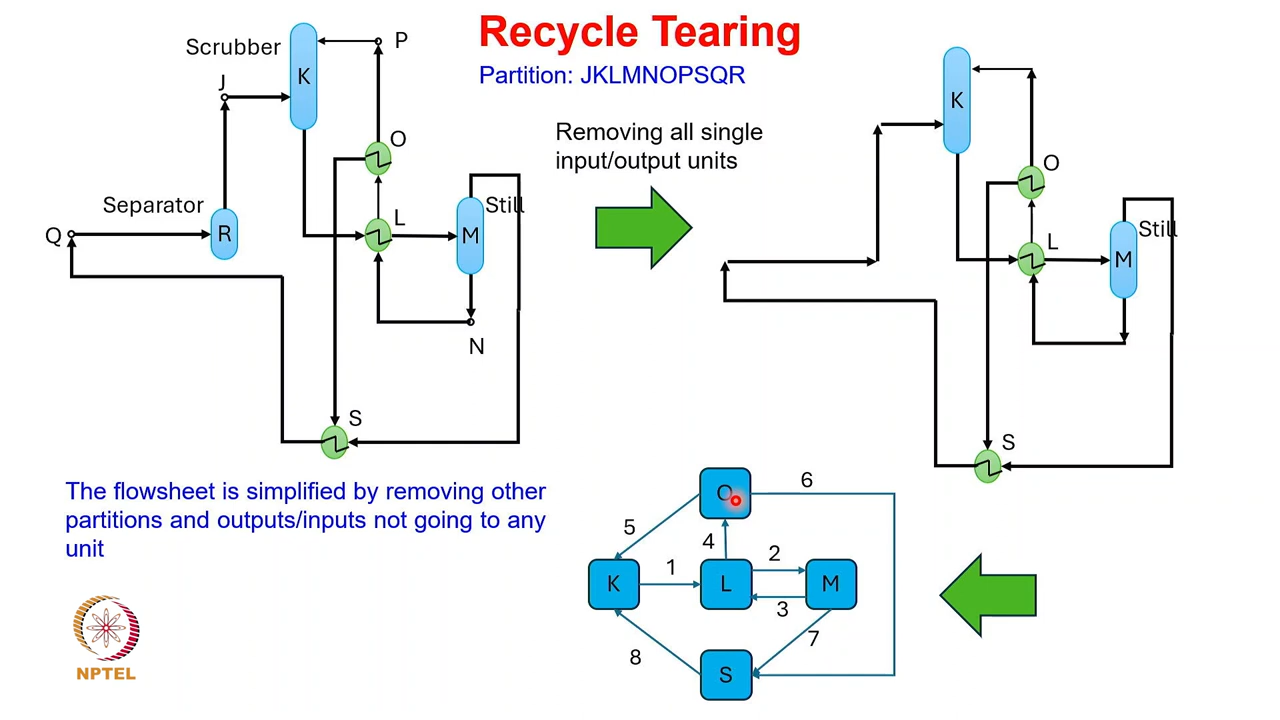 Recycle Tearing
Partition: JKLMNOPSQR
Scrubber
K
P
J
O
Separator
L
Still
Q
R
M
N
S
Removing all single
input/output units
K
O
L
Still
M
S
The flowsheet is simplified by removing other
partitions and outputs/inputs not going to any
unit
O
6
5
4
2
K
1
L
M
3
7
8
S
NPTEL